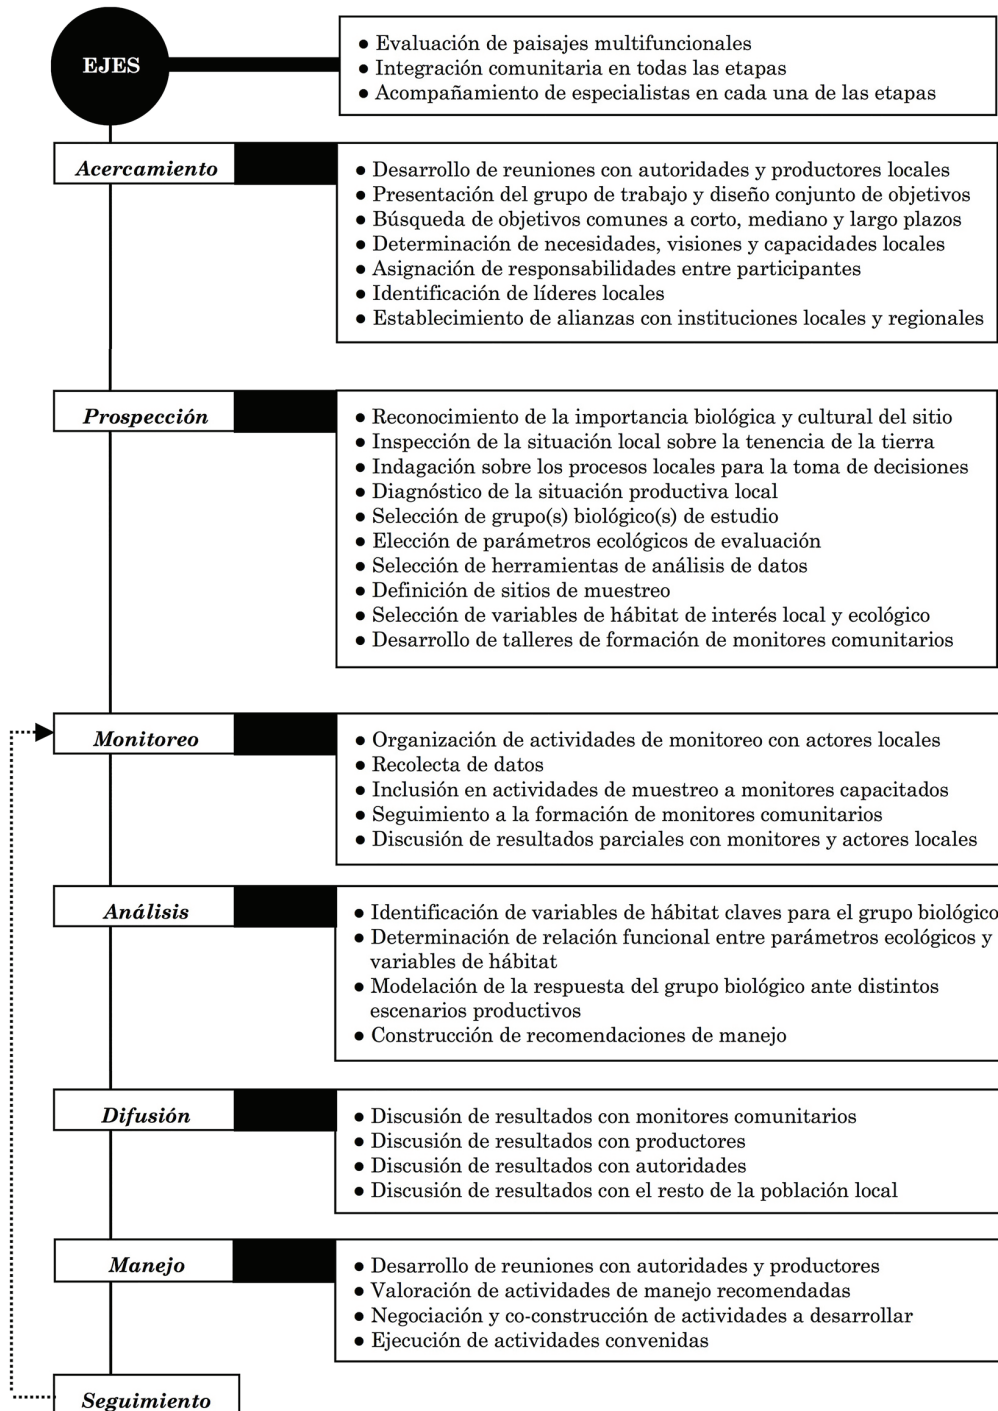 EJES
● Evaluación de paisajes multifuncionales
● Integración comunitaria en todas las etapas
● Acompañamiento de especialistas en cada una de las etapas
Acercamiento
● Desarrollo de reuniones con autoridades y productores locales
● Presentación del grupo de trabajo y diseño conjunto de objetivos
● Búsqueda de objetivos comunes a corto, mediano y largo plazos
● Determinación de necesidades, visiones y capacidades locales
● Asignación de responsabilidades entre participantes
● Identificación de líderes locales
● Establecimiento de alianzas con instituciones locales y regionales
Prospección
● Reconocimiento de la importancia biológica y cultural del sitio
● Inspección de la situación local sobre la tenencia de la tierra
● Indagación sobre los procesos locales para la toma de decisiones
● Diagnóstico de la situación productiva local
● Selección de grupo(s) biológico(s) de estudio
● Elección de parámetros ecológicos de evaluación
● Selección de herramientas de análisis de datos
● Definición de sitios de muestreo
● Selección de variables de hábitat de interés local y ecológico
● Desarrollo de talleres de formación de monitores comunitarios
Monitoreo
● Organización de actividades de monitoreo con actores locales
● Recolecta de datos
● Inclusión en actividades de muestreo a monitores capacitados
● Seguimiento a la formación de monitores comunitarios
● Discusión de resultados parciales con monitores y actores locales
Análisis
● Identificación de variables de hábitat claves para el grupo biológico
● Determinación de relación funcional entre parámetros ecológicos y
variables de hábitat
● Modelación de la respuesta del grupo biológico ante distintos
escenarios productivos
● Construcción de recomendaciones de manejo
Difusión
● Discusión de resultados con monitores comunitarios
● Discusión de resultados con productores
● Discusión de resultados con autoridades
● Discusión de resultados con el resto de la población local
Manejo
● Desarrollo de reuniones con autoridades y productores
● Valoración de actividades de manejo recomendadas
● Negociación y co-construcción de actividades a desarrollar
● Ejecución de actividades convenidas
Seguimiento